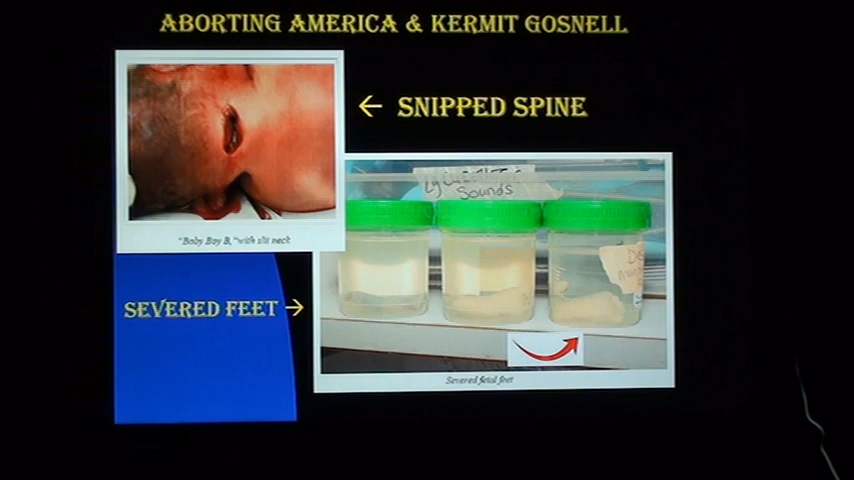 ABORTING AMERICA & KERMIT GOSNELL
← SNIPPED SPINE
"Baby Boy B," with slit neck
Sounds
SEVERED FEET →
Severed fetal feet